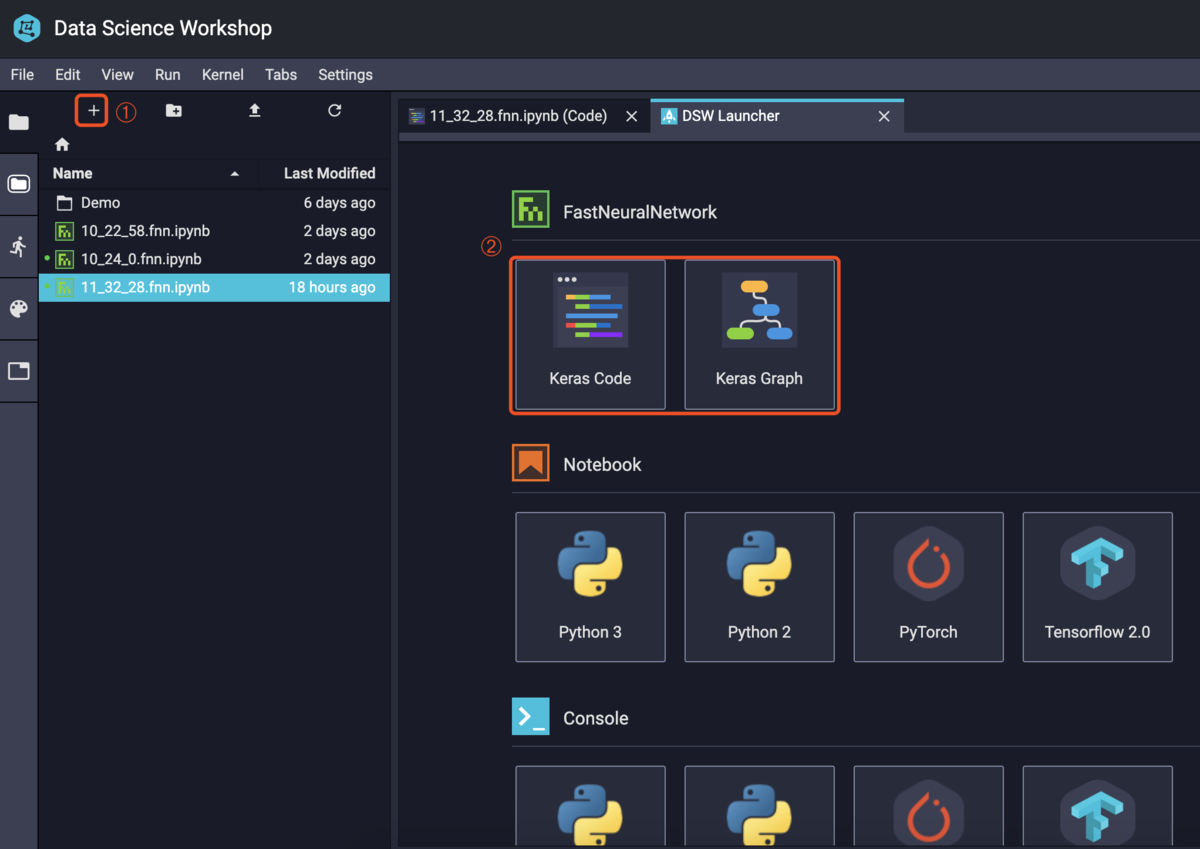 Data Science Workshop
File Edit View Run Kernel Tabs Settings
①
11_32_28.fnn.ipynb (Code)
DSW Launcher
Name Last Modified
Demo 6 days ago
10_22_58.fnn.ipynb 2 days ago
10_24_0.fnn.ipynb 2 days ago
11_32_28.fnn.ipynb 18 hours ago
Fn FastNeuralNetwork
②
Keras Code Keras Graph
Notebook
Python 3 Python 2 PyTorch Tensorflow 2.0
Console